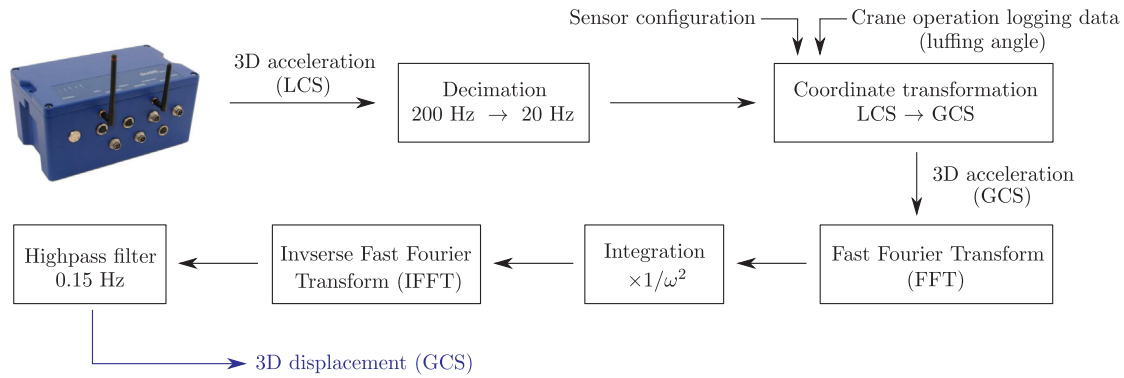 Sensor configuration
Crane operation logging data
(luffing angle)
3D acceleration
(LCS)
Decimation
200 Hz → 20 Hz
Coordinate transformation
LCS → GCS
3D acceleration
(GCS)
Highpass filter
0.15 Hz
Invserse Fast Fourier
Transform (IFFT)
Integration
×1/ω²
Fast Fourier Transform
(FFT)
3D displacement (GCS)